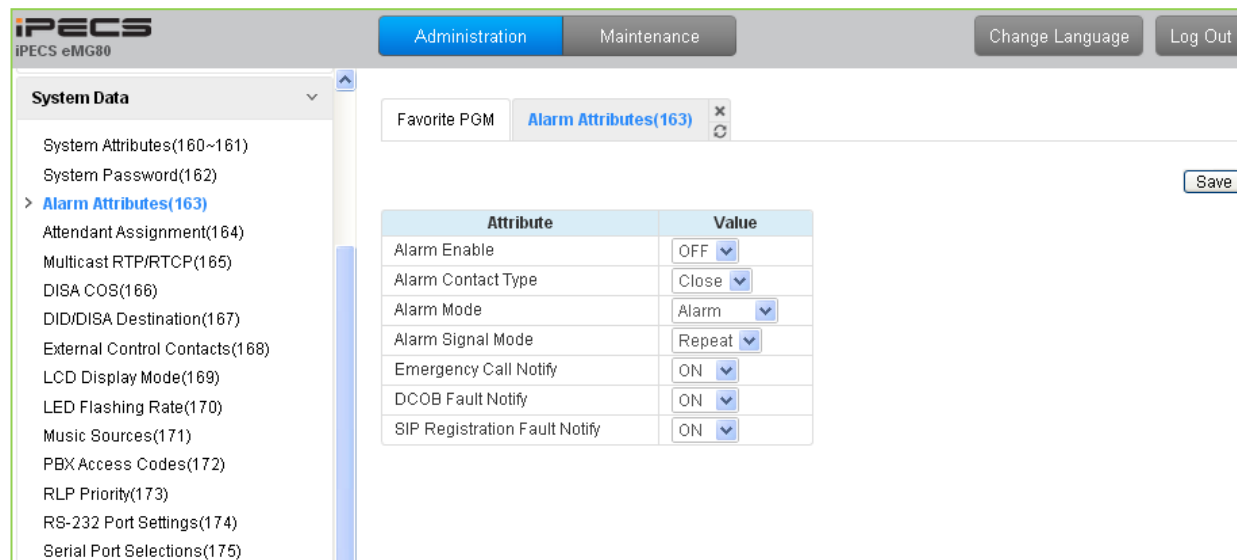 iPECS
iPECS eMG80
Administration Maintenance Change Language Log Out
System Data
System Attributes(160~161)
System Password(162)
> Alarm Attributes(163)
Attendant Assignment(164)
Multicast RTP/RTCP(165)
DISA COS(166)
DID/DISA Destination(167)
External Control Contacts(168)
LCD Display Mode(169)
LED Flashing Rate(170)
Music Sources(171)
PBX Access Codes(172)
RLP Priority(173)
RS-232 Port Settings(174)
Serial Port Selections(175)
Favorite PGM Alarm Attributes(163)
Save
Attribute Value
Alarm Enable OFF
Alarm Contact Type Close
Alarm Mode Alarm
Alarm Signal Mode Repeat
Emergency Call Notify ON
DCOB Fault Notify ON
SIP Registration Fault Notify ON